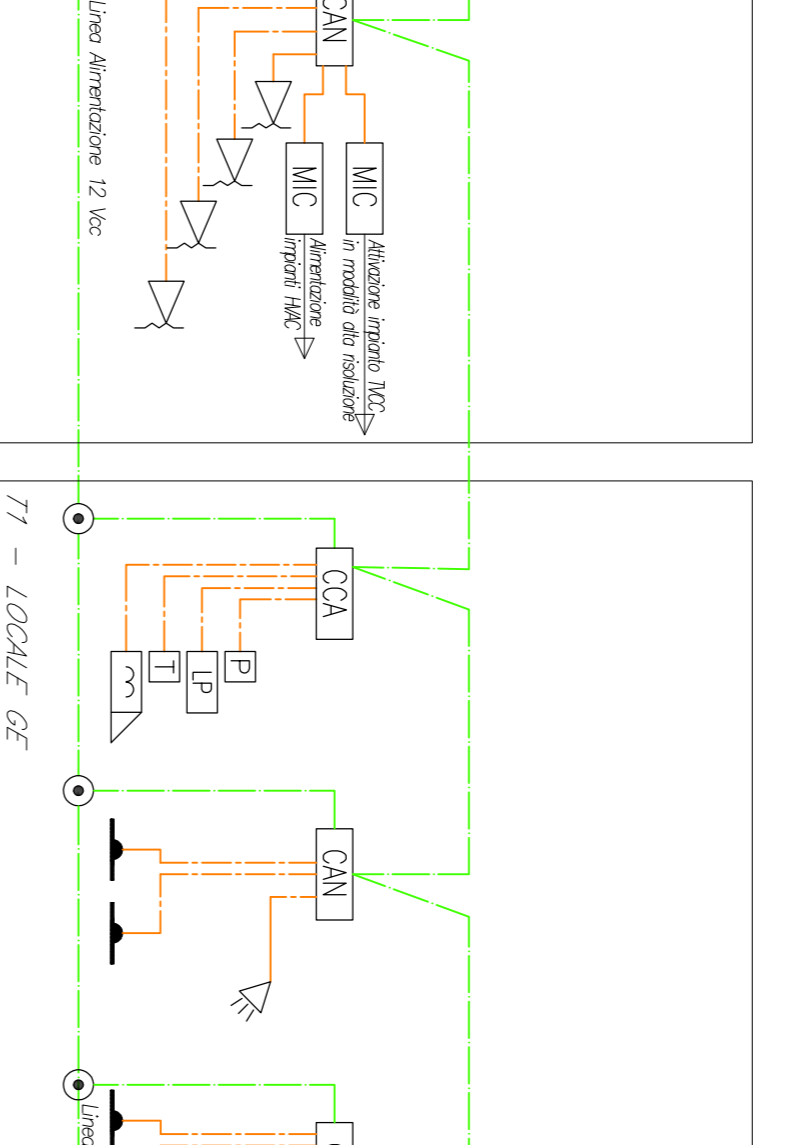 CAN
Linea Alimentazione 12 Vcc
MIC
MIC
Attivazione impianto TVCC
in modalità alta risoluzione
Alimentazione
impianti HVAC
T1 - LOCALE GE
CCA
P
LP
T
CAN
Linea